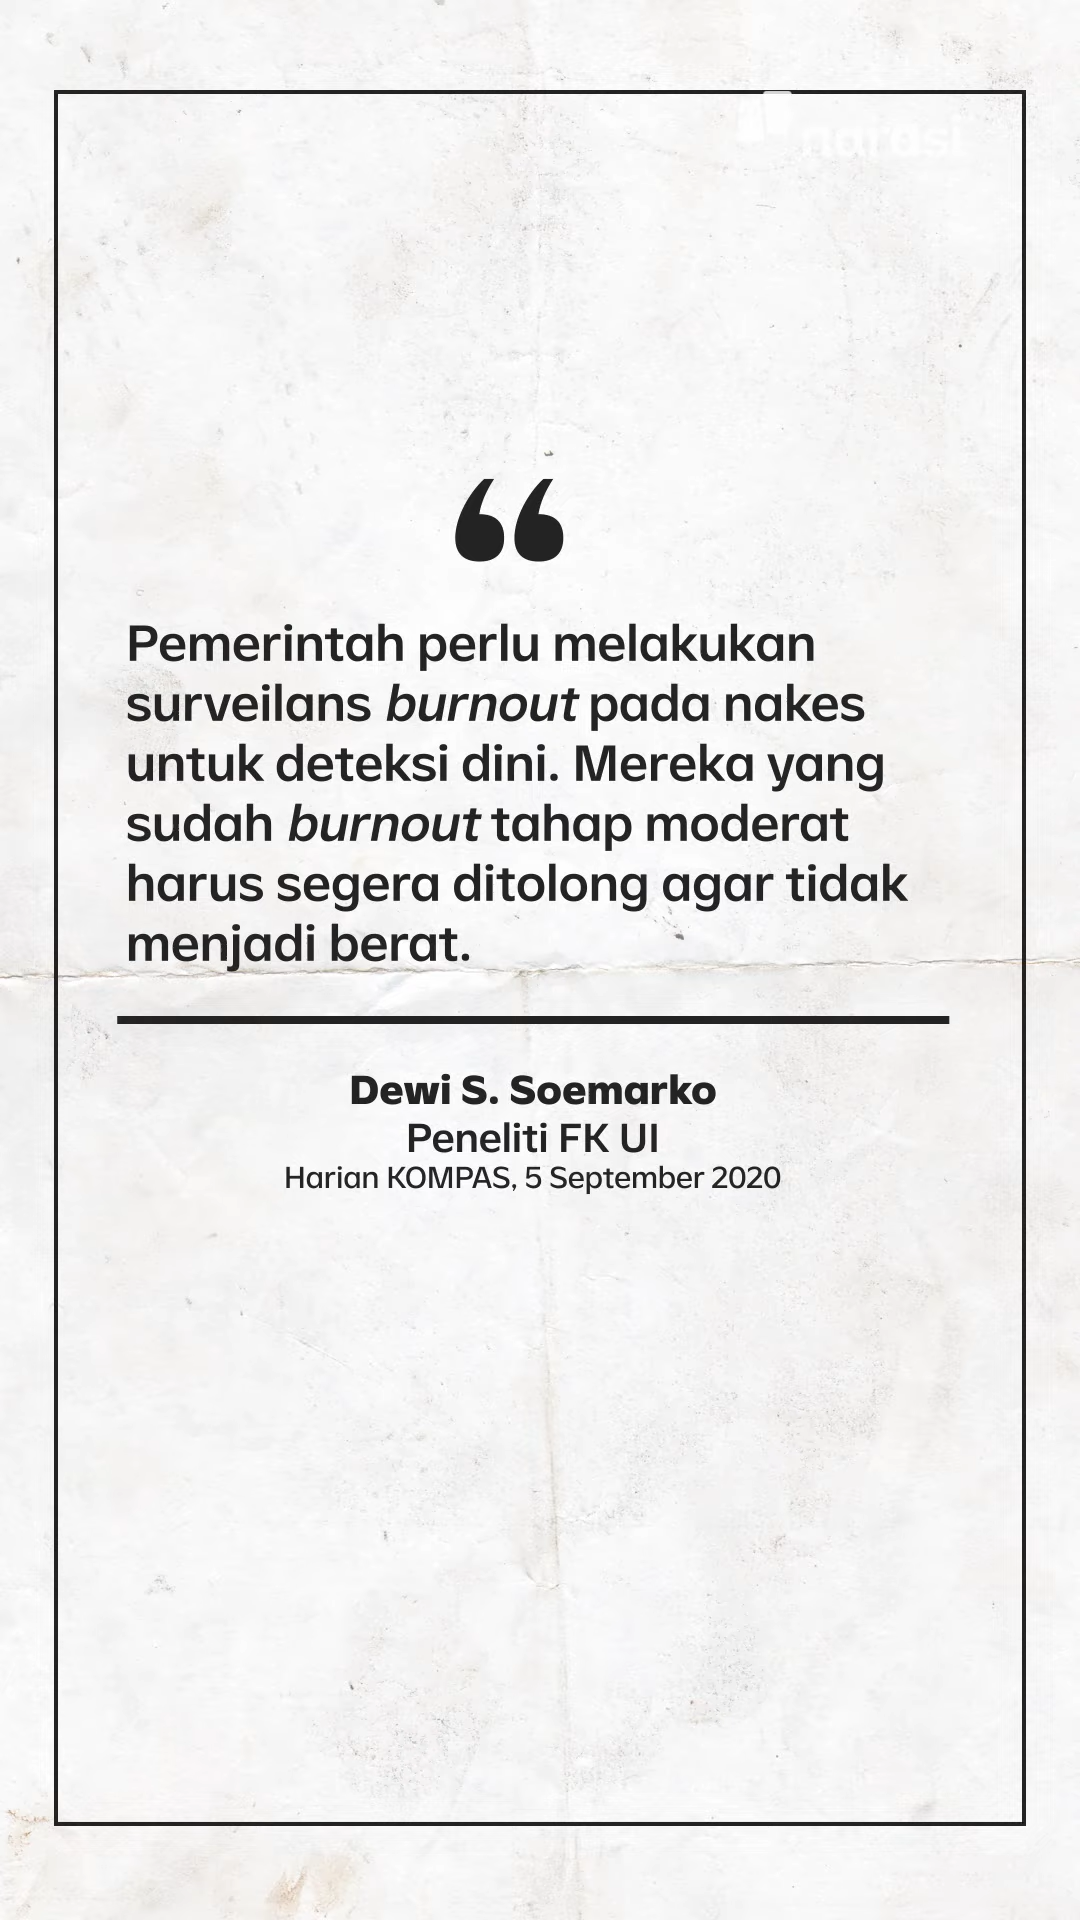 narasi
“
Pemerintah perlu melakukan
surveilans burnout pada nakes
untuk deteksi dini. Mereka yang
sudah burnout tahap moderat
harus segera ditolong agar tidak
menjadi berat.
Dewi S. Soemarko
Peneliti FK UI
Harian KOMPAS, 5 September 2020